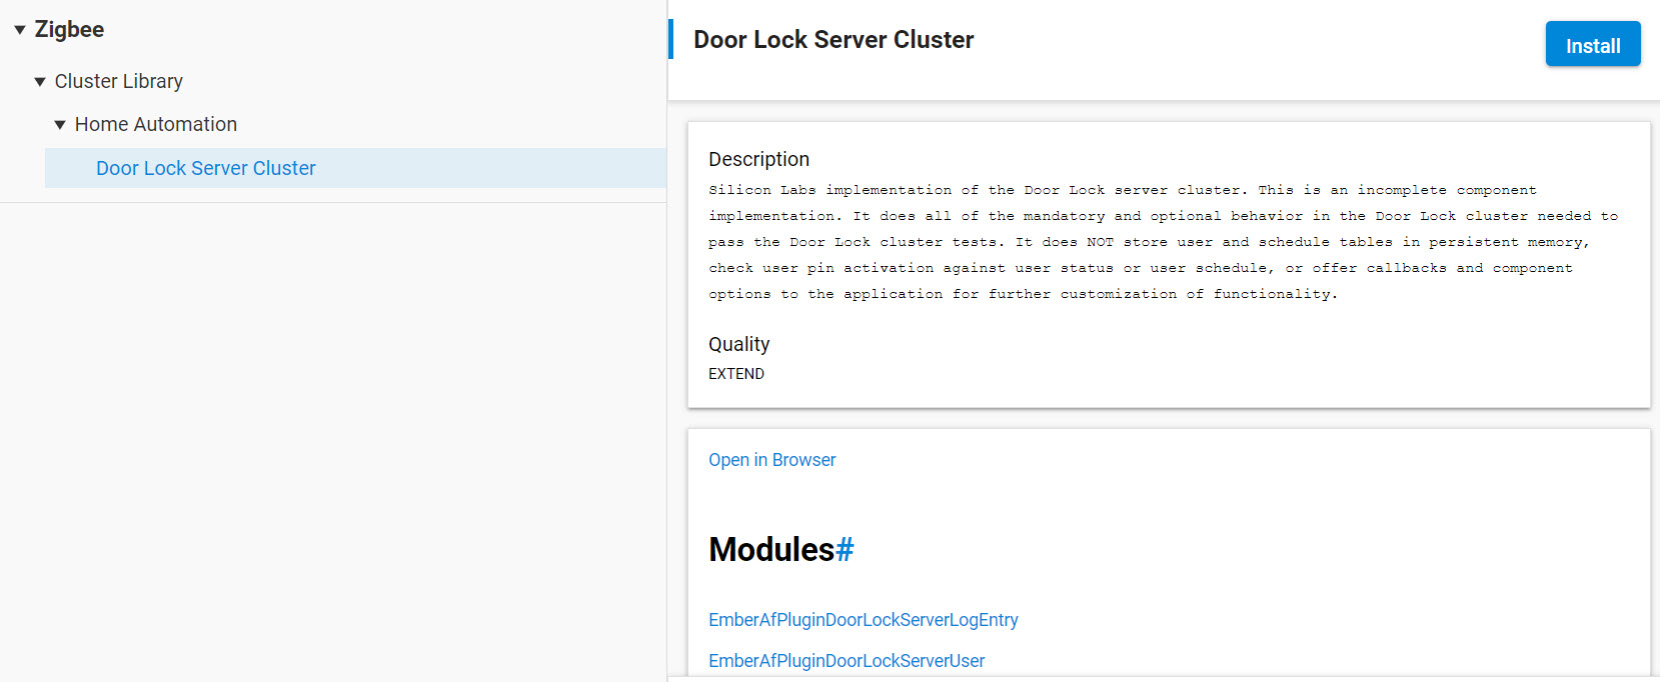 Zigbee
Cluster Library
Home Automation
Door Lock Server Cluster
Door Lock Server Cluster
Install
Description
Silicon Labs implementation of the Door Lock server cluster. This is an incomplete component
implementation. It does all of the mandatory and optional behavior in the Door Lock cluster needed to
pass the Door Lock cluster tests. It does NOT store user and schedule tables in persistent memory,
check user pin activation against user status or user schedule, or offer callbacks and component
options to the application for further customization of functionality.
Quality
EXTEND
Open in Browser
Modules#
EmberAfPluginDoorLockServerLogEntry
EmberAfPluginDoorLockServerUser